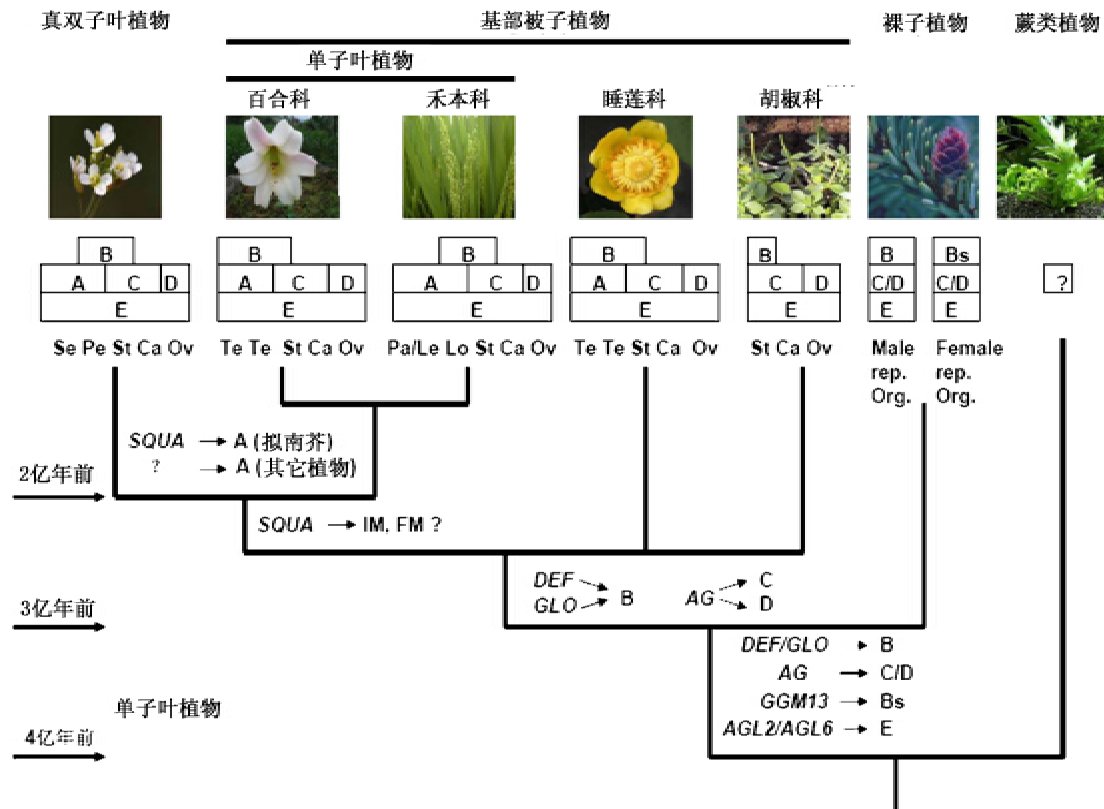 真双子叶植物 基部被子植物 裸子植物 蕨类植物
单子叶植物
百合科 禾本科 睡莲科 胡椒科
B B B B B B Bs
A C D A C D A C D A C D C D C/D C/D ?
E E E E E E E
Se Pe St Ca Ov Te Te St Ca Ov Pa/Le Lo St Ca Ov Te Te St Ca Ov St Ca Ov Male Female
rep. rep.
Org. Org.
SQUA A (拟南芥)
? A (其它植物)
2亿年前
SQUA IM, FM ?
DEF C
GLO B AG D
3亿年前
DEF/GLO B
AG C/D
GGM13 Bs
单子叶植物
AGL2/AGL6 E
4亿年前